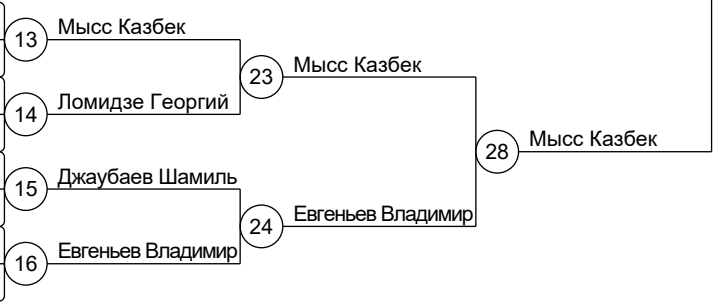 13 Мысс Казбек
23 Мысс Казбек
14 Ломидзе Георгий
28 Мысс Казбек
15 Джаубаев Шамиль
24 Евгеньев Владимир
16 Евгеньев Владимир